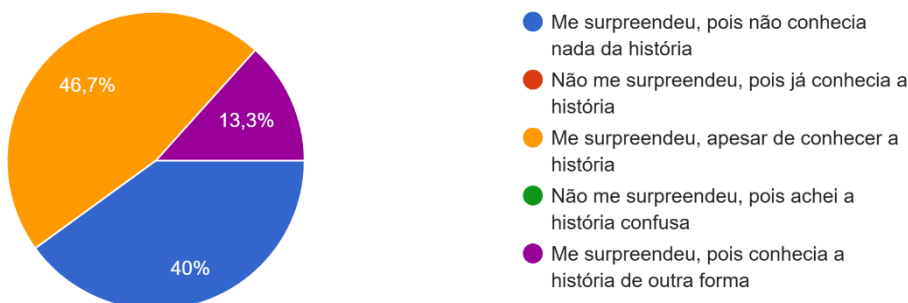 46,7%
13,3%
40%
Me surpreendeu, pois não conhecia
nada da história
Não me surpreendeu, pois já conhecia a
história
Me surpreendeu, apesar de conhecer a
história
Não me surpreendeu, pois achei a
história confusa
Me surpreendeu, pois conhecia a
história de outra forma